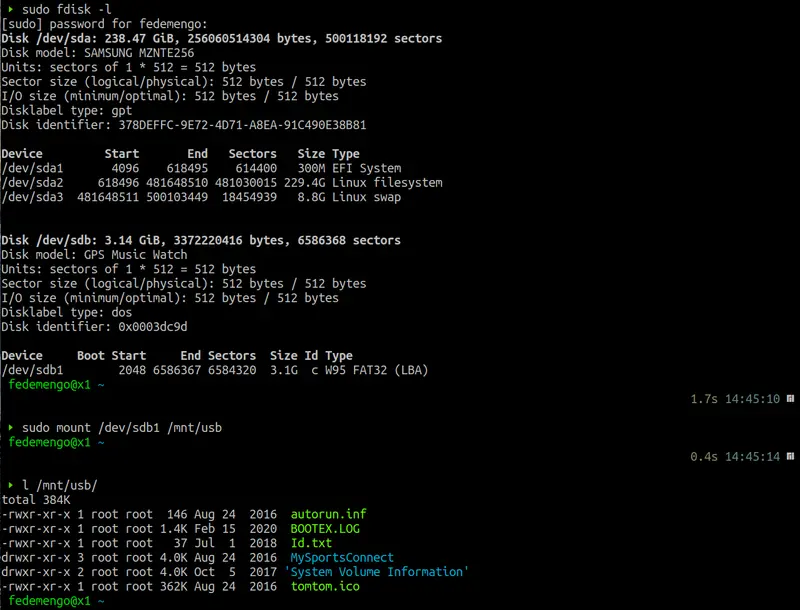 sudo fdisk -l
[sudo] password for fedemengo:
Disk /dev/sda: 238.47 GiB, 256060514304 bytes, 500118192 sectors
Disk model: SAMSUNG MZNTE256
Units: sectors of 1 * 512 = 512 bytes
Sector size (logical/physical): 512 bytes / 512 bytes
I/O size (minimum/optimal): 512 bytes / 512 bytes
Disklabel type: gpt
Disk identifier: 378DEFFC-9E72-4D71-A8EA-91C490E38B81
Device Start End Sectors Size Type
/dev/sda1 4096 618495 614400 300M EFI System
/dev/sda2 618496 481648510 481030015 229.4G Linux filesystem
/dev/sda3 481648511 500103449 18454939 8.8G Linux swap
Disk /dev/sdb: 3.14 GiB, 3372220416 bytes, 6586368 sectors
Disk model: GPS Music Watch
Units: sectors of 1 * 512 = 512 bytes
Sector size (logical/physical): 512 bytes / 512 bytes
I/O size (minimum/optimal): 512 bytes / 512 bytes
Disklabel type: dos
Disk identifier: 0x0003dc9d
Device Boot Start End Sectors Size Id Type
/dev/sdb1 2048 6586367 6584320 3.1G c W95 FAT32 (LBA)
fedemengo@x1 ~
1.7s 14:45:10
sudo mount /dev/sdb1 /mnt/usb
fedemengo@x1 ~
0.4s 14:45:14
l /mnt/usb/
total 384K
-rwxr-xr-x 1 root root 146 Aug 24 2016 autorun.inf
-rwxr-xr-x 1 root root 1.4K Feb 15 2020 BOOTEX.LOG
-rwxr-xr-x 1 root root 37 Jul 1 2018 Id.txt
drwxr-xr-x 3 root root 4.0K Aug 24 2016 MySportsConnect
drwxr-xr-x 2 root root 4.0K Oct 5 2017 'System Volume Information'
-rwxr-xr-x 1 root root 362K Aug 24 2016 tomtom.ico
fedemengo@x1 ~